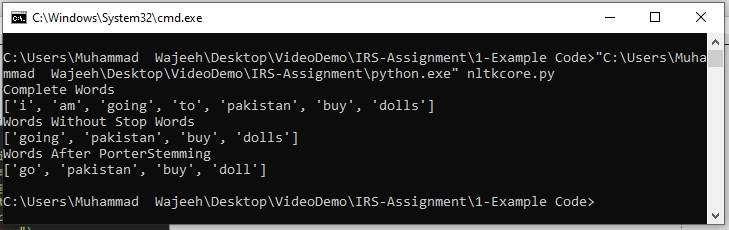 C:\Windows\System32\cmd.exe
C:\Users\Muhammad  Wajeeh\Desktop\VideoDemo\IRS-Assignment\1-Example Code>"C:\Users\Muha
mmad  Wajeeh\Desktop\VideoDemo\IRS-Assignment\python.exe" nltkcore.py
Complete Words
['i', 'am', 'going', 'to', 'pakistan', 'buy', 'dolls']
Words Without Stop Words
['going', 'pakistan', 'buy', 'dolls']
Words After PorterStemming
['go', 'pakistan', 'buy', 'doll']
C:\Users\Muhammad  Wajeeh\Desktop\VideoDemo\IRS-Assignment\1-Example Code>